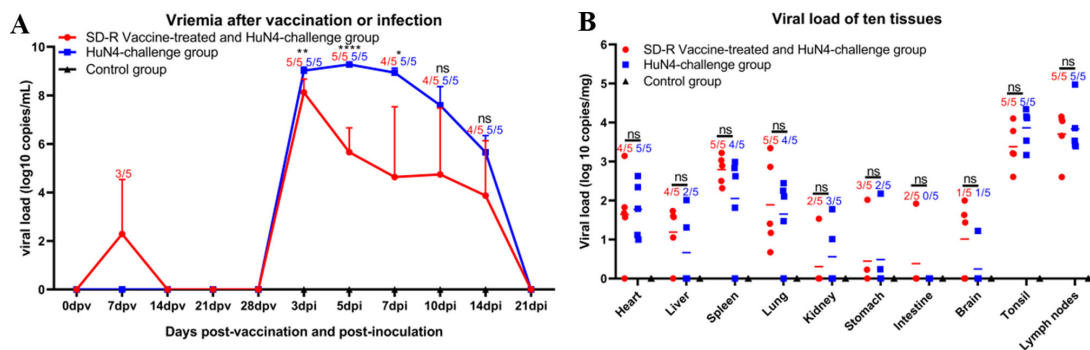 A
Vriemia after vaccination or infection
SD-R Vaccine-treated and HuN4-challenge group
HuN4-challenge group
Control group
viral load (log10 copies/mL)
10
8
6
4
2
0
3/5
**
5/5 5/5
****
5/5 5/5
*
4/5 5/5
ns
4/5 5/5
ns
4/5 5/5
0dpv 7dpv 14dpv 21dpv 28dpv 3dpi 5dpi 7dpi 10dpi 14dpi 21dpi
Days post-vaccination and post-inoculation
B
Viral load of ten tissues
SD-R Vaccine-treated and HuN4-challenge group
HuN4-challenge group
Control group
Viral load (log 10 copies/mg)
6
5
4
3
2
1
0
ns
4/5 5/5
ns
4/5 2/5
ns
5/5 4/5
ns
5/5 4/5
ns
2/5 3/5
ns
3/5 2/5
ns
2/5 0/5
ns
1/5 1/5
ns
5/5 5/5
ns
5/5 5/5
Heart
Liver
Spleen
Lung
Kidney
Stomach
Intestine
Brain
Tonsil
Lymph nodes